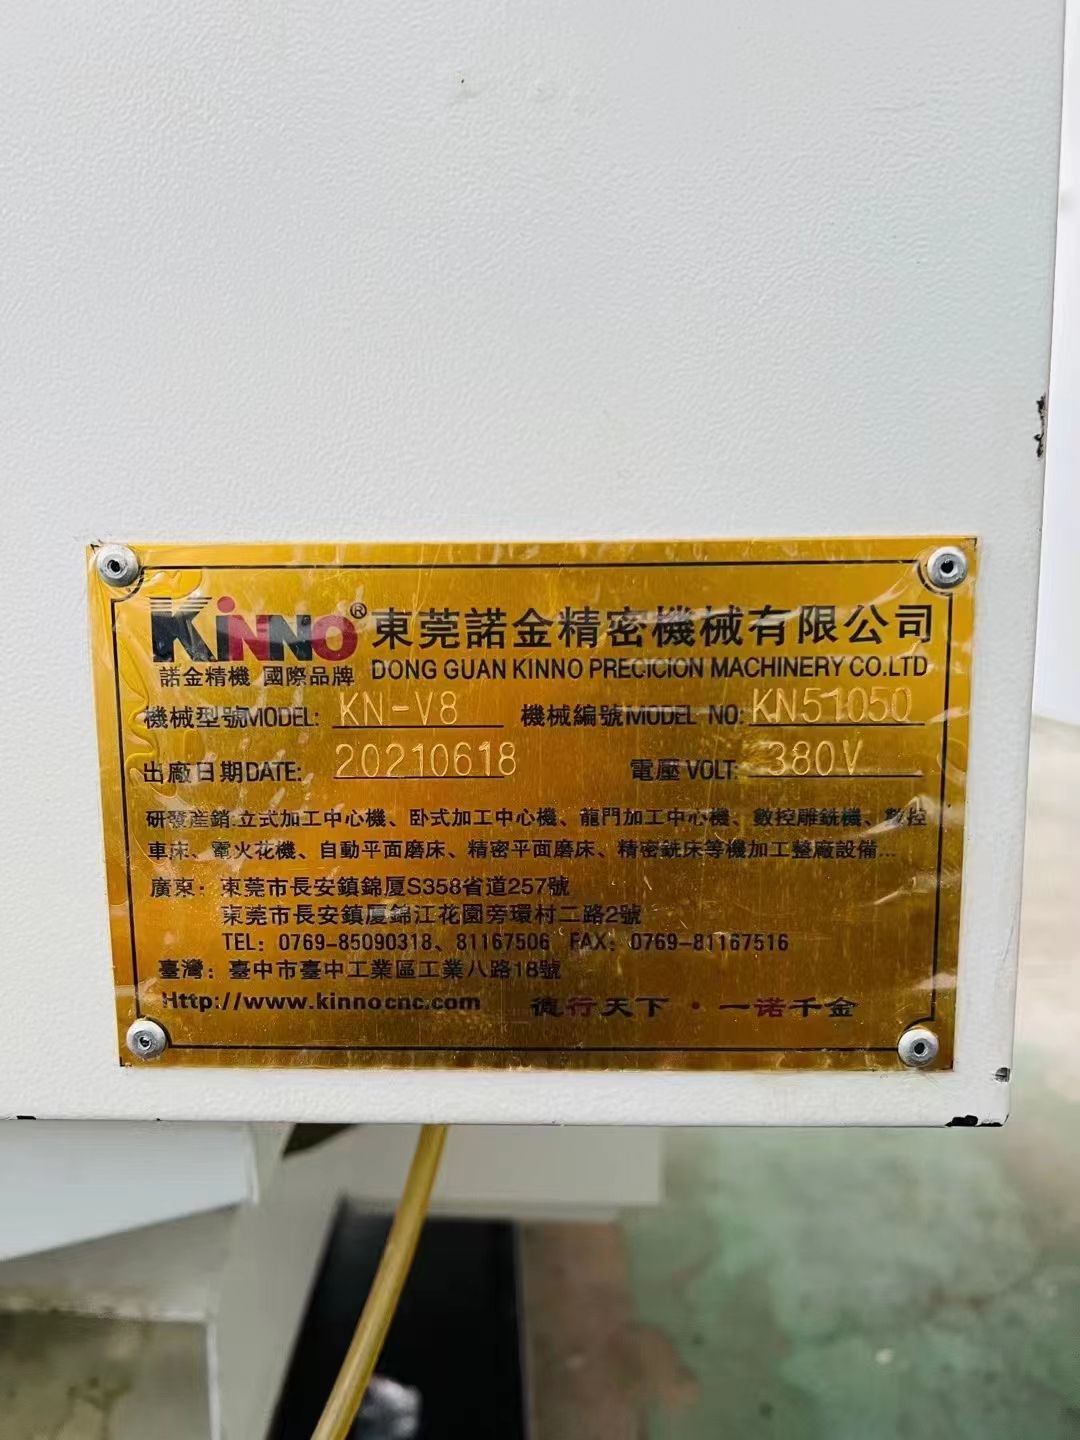 KiNNO® 東莞諾金精密機械有限公司
諾金精機 國際品牌 DONG GUAN KINNO PRECICION MACHINERY CO.LTD
機械型號MODEL: KN-V8 機械編號MODEL NO: KN51050
出廠日期DATE: 20210618 電壓 VOLT: 380V
研發産銷:立式加工中心機、卧式加工中心機、龍門加工中心機、數控雕銑機、數控
車床、電火花機、自動平面磨床、精密平面磨床、精密銑床等機加工整廠設備...
廣東：東莞市長安鎮錦厦S358省道257號
東莞市長安鎮厦錦江花園旁環村二路2號
TEL: 0769-85090318、81167506 FAX: 0769-81167516
臺灣：臺中市臺中工業區工業八路18號
Http://www.kinnocnc.com 德行天下·一诺千金